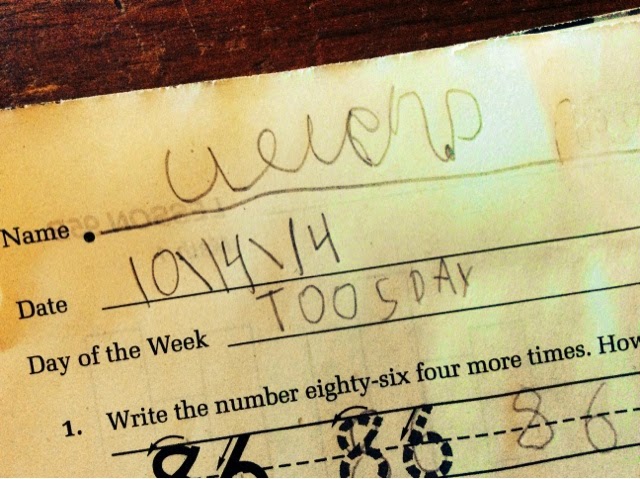 Name
Date 10\14\14
Day of the Week TOOSDAY
1. Write the number eighty-six four more times. How
86 86 86